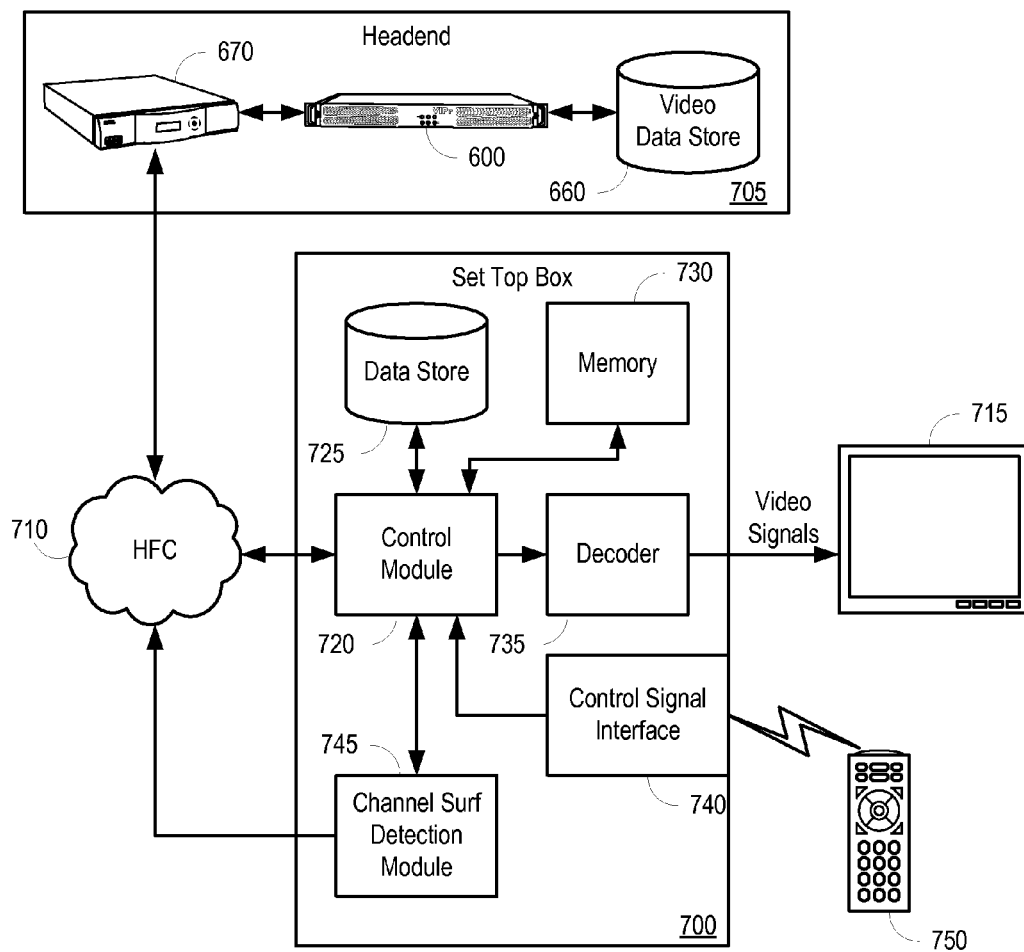 Headend
670
600
Video
Data Store
660
705
Set Top Box
730
Data Store
Memory
725
715
710
HFC
Control
Module
Decoder
Video
Signals
720
735
Control Signal
Interface
745
740
Channel Surf
Detection
Module
700
750